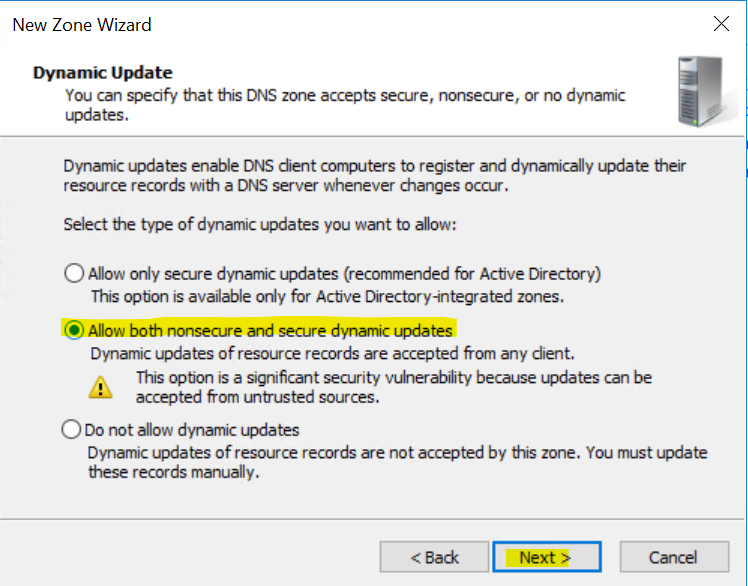 New Zone Wizard
Dynamic Update
You can specify that this DNS zone accepts secure, nonsecure, or no dynamic
updates.
Dynamic updates enable DNS client computers to register and dynamically update their
resource records with a DNS server whenever changes occur.
Select the type of dynamic updates you want to allow:
Allow only secure dynamic updates (recommended for Active Directory)
This option is available only for Active Directory-integrated zones.
Allow both nonsecure and secure dynamic updates
Dynamic updates of resource records are accepted from any client.
This option is a significant security vulnerability because updates can be
accepted from untrusted sources.
Do not allow dynamic updates
Dynamic updates of resource records are not accepted by this zone. You must update
these records manually.
< Back Next > Cancel